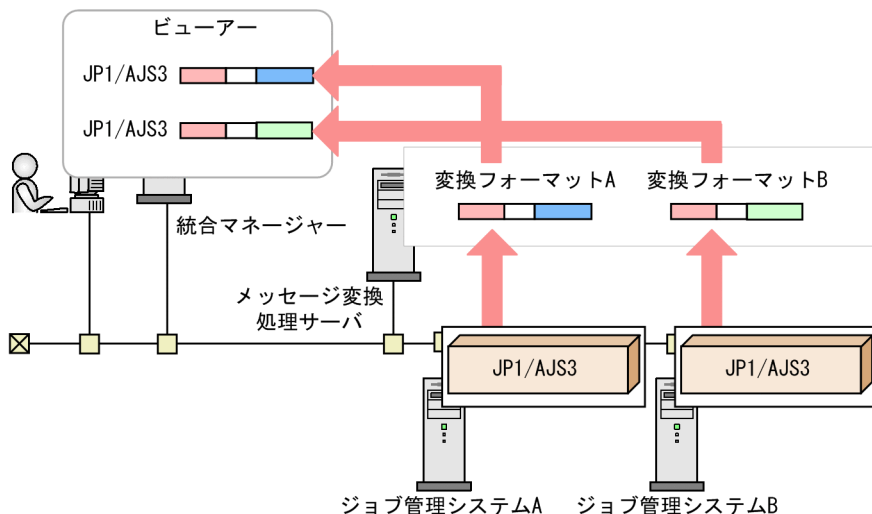 ビューアー
JP1/AJS3
JP1/AJS3
変換フォーマットA
変換フォーマットB
統合マネージャー
メッセージ変換
処理サーバ
JP1/AJS3
JP1/AJS3
ジョブ管理システムA
ジョブ管理システムB